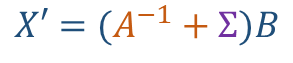 X′ = (A⁻¹ + Σ)B